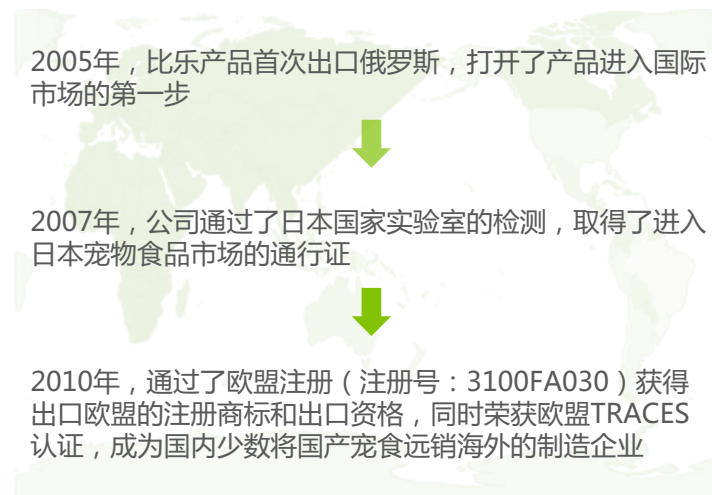 2005年，比乐产品首次出口俄罗斯，打开了产品进入国际
市场的第一步
2007年，公司通过了日本国家实验室的检测，取得了进入
日本宠物食品市场的通行证
2010年，通过了欧盟注册（注册号：3100FA030）获得
出口欧盟的注册商标和出口资格，同时荣获欧盟TRACES
认证，成为国内少数将国产宠食远销海外的制造企业